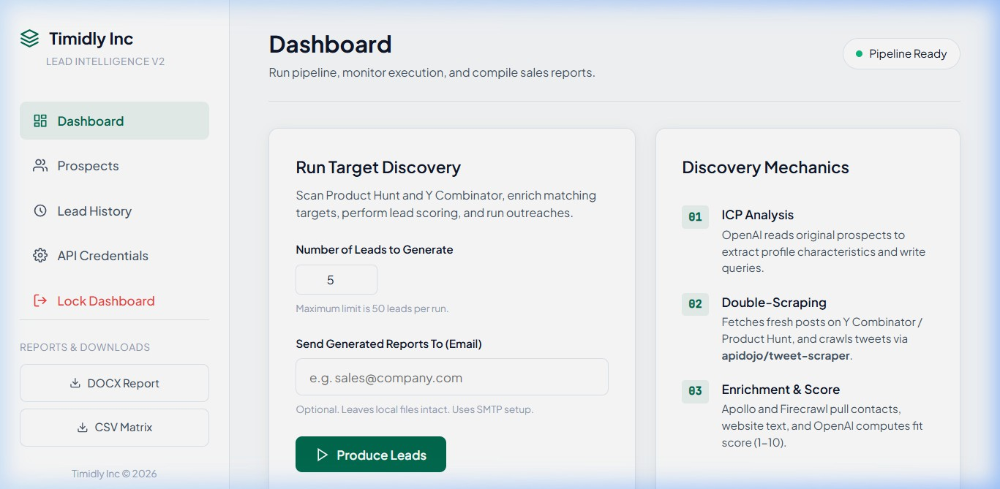 Timidly Inc
LEAD INTELLIGENCE V2
Dashboard
Prospects
Lead History
API Credentials
Lock Dashboard
REPORTS & DOWNLOADS
DOCX Report
CSV Matrix
Timidly Inc © 2026
Dashboard
Run pipeline, monitor execution, and compile sales reports.
Pipeline Ready
Run Target Discovery
Scan Product Hunt and Y Combinator, enrich matching
targets, perform lead scoring, and run outreaches.
Number of Leads to Generate
5
Maximum limit is 50 leads per run.
Send Generated Reports To (Email)
e.g. sales@company.com
Optional. Leaves local files intact. Uses SMTP setup.
Produce Leads
Discovery Mechanics
01
ICP Analysis
OpenAI reads original prospects to
extract profile characteristics and write
queries.
02
Double-Scraping
Fetches fresh posts on Y Combinator /
Product Hunt, and crawls tweets via
apidojo/tweet-scraper.
03
Enrichment & Score
Apollo and Firecrawl pull contacts,
website text, and OpenAI computes fit
score (1–10).